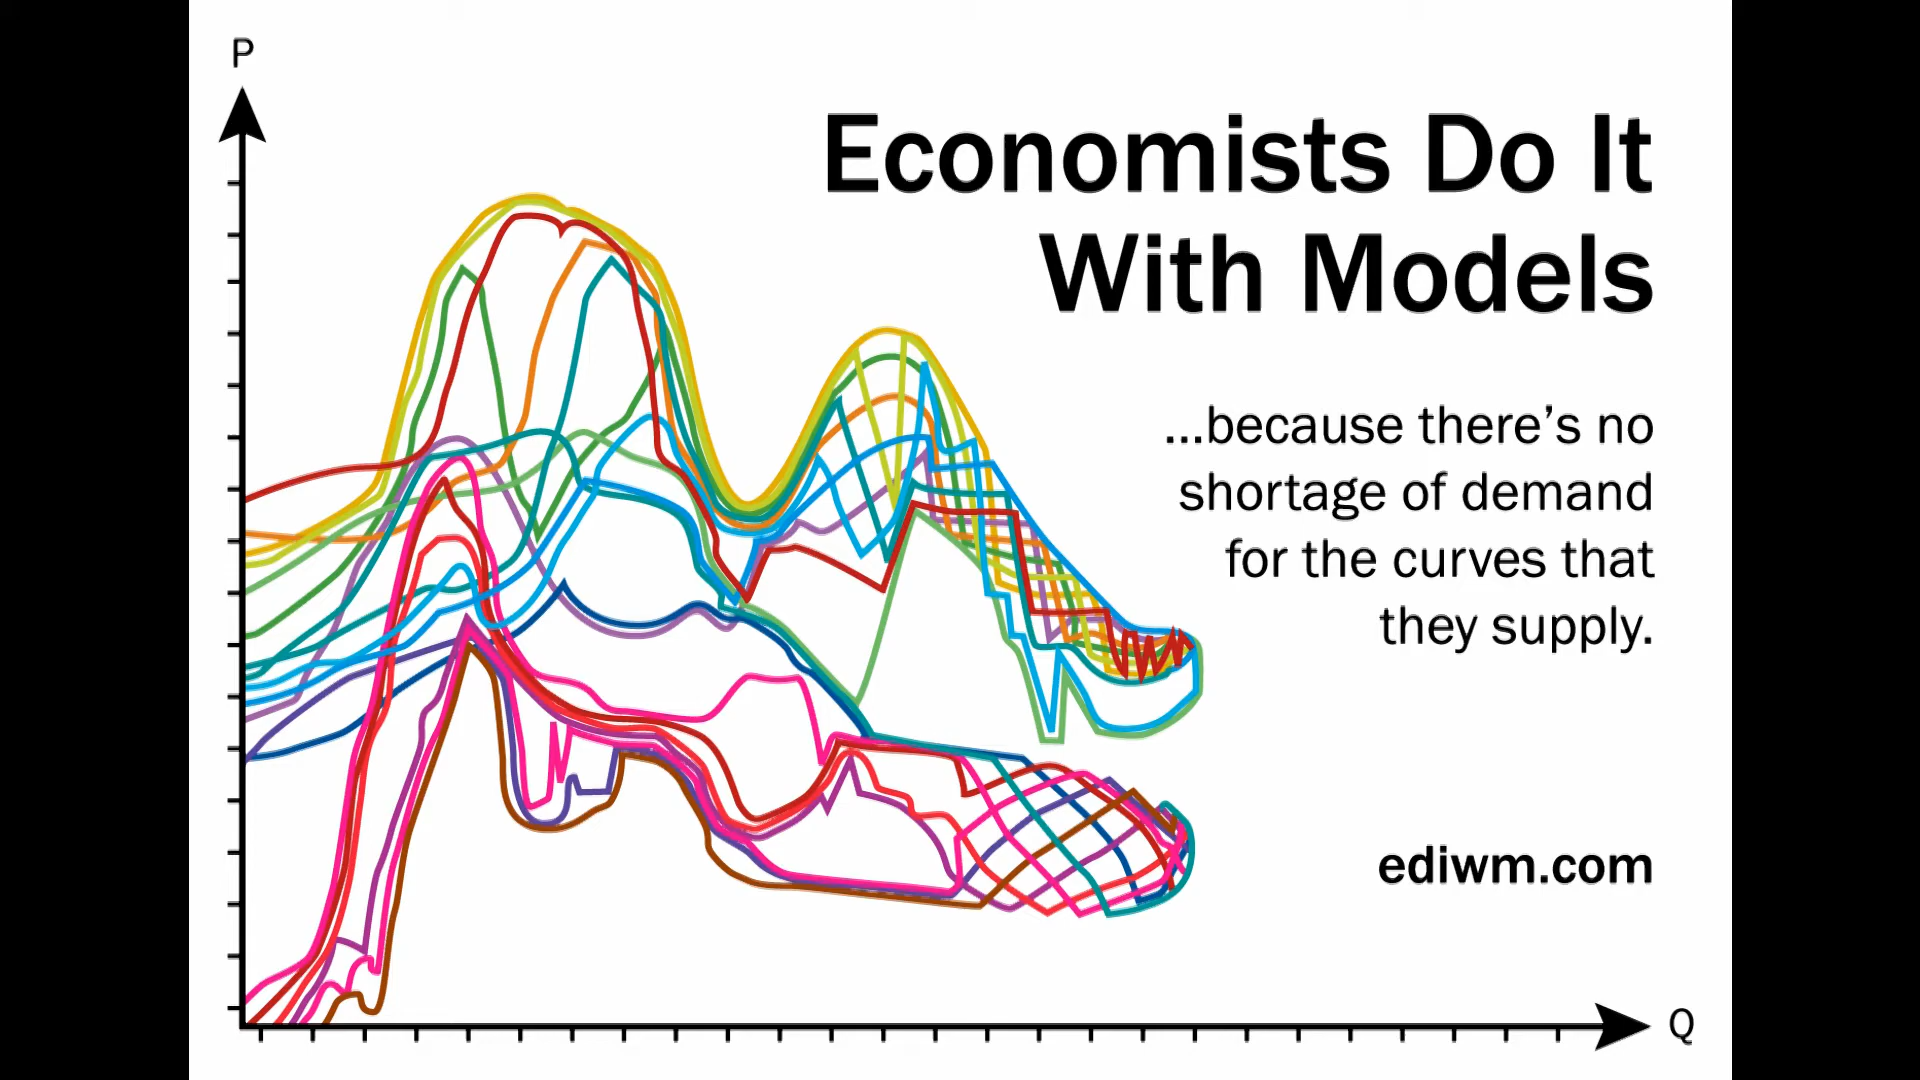 P
Economists Do It
With Models
...because there's no
shortage of demand
for the curves that
they supply.
ediwm.com
Q